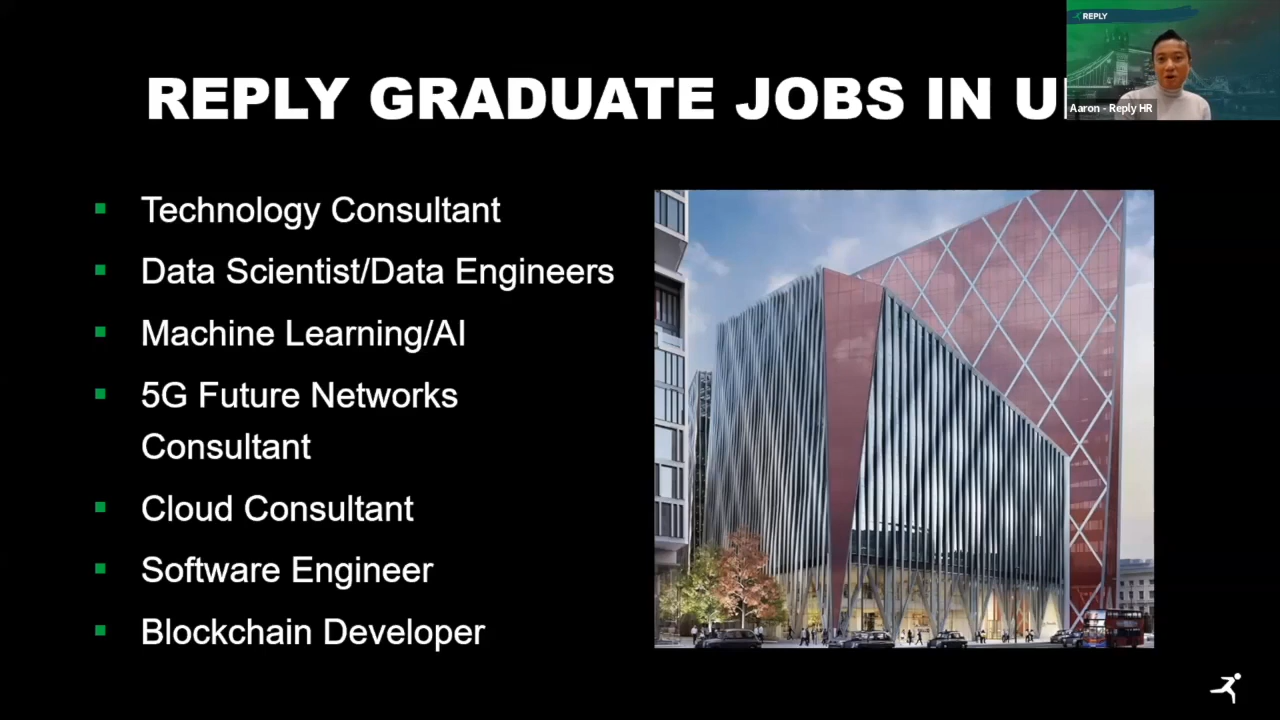 REPLY
REPLY GRADUATE JOBS IN U
Aaron - Reply HR
Technology Consultant
Data Scientist/Data Engineers
Machine Learning/AI
5G Future Networks
Consultant
Cloud Consultant
Software Engineer
Blockchain Developer